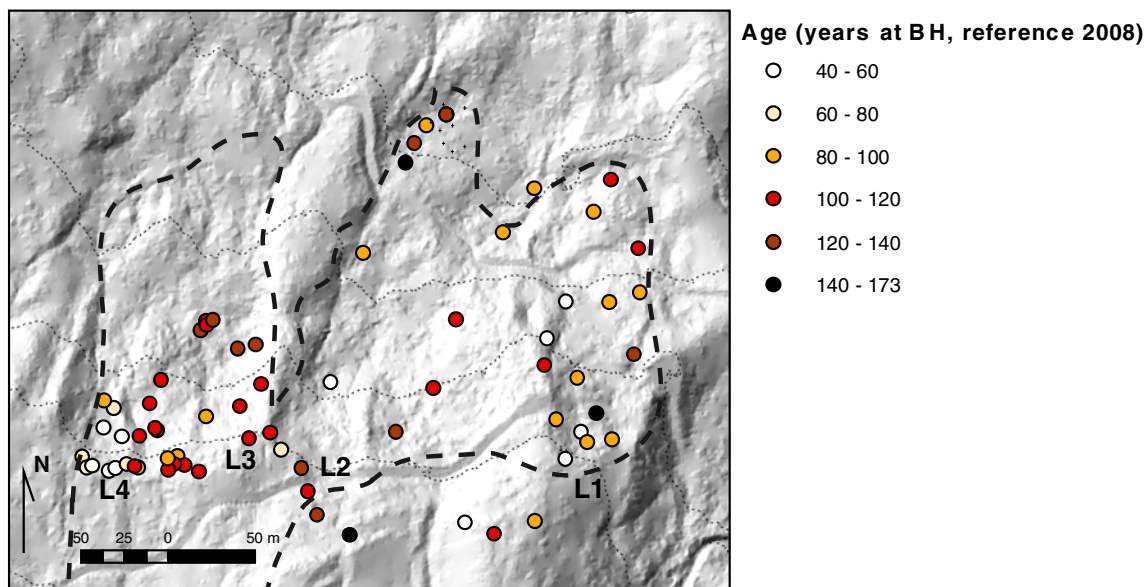 Age (years at BH, reference 2008)
40 - 60
60 - 80
80 - 100
100 - 120
120 - 140
140 - 173
N
L4
L3
L2
L1
50 25 0 50 m